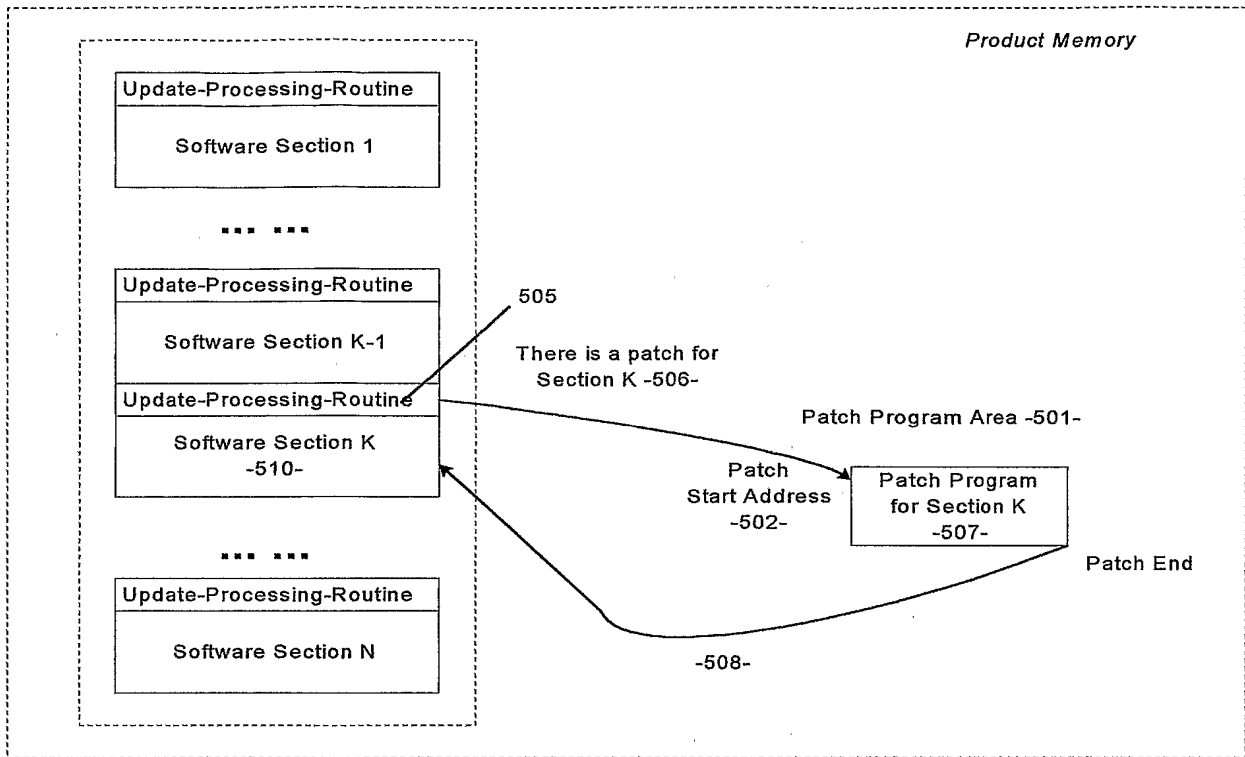 Product Memory
Update-Processing-Routine
Software Section 1
... ...
Update-Processing-Routine
Software Section K-1
505
There is a patch for
Section K -506-
Update-Processing-Routine
Software Section K
-510-
Patch Program Area -501-
Patch
Start Address
-502-
Patch Program
for Section K
-507-
Patch End
... ...
Update-Processing-Routine
Software Section N
-508-